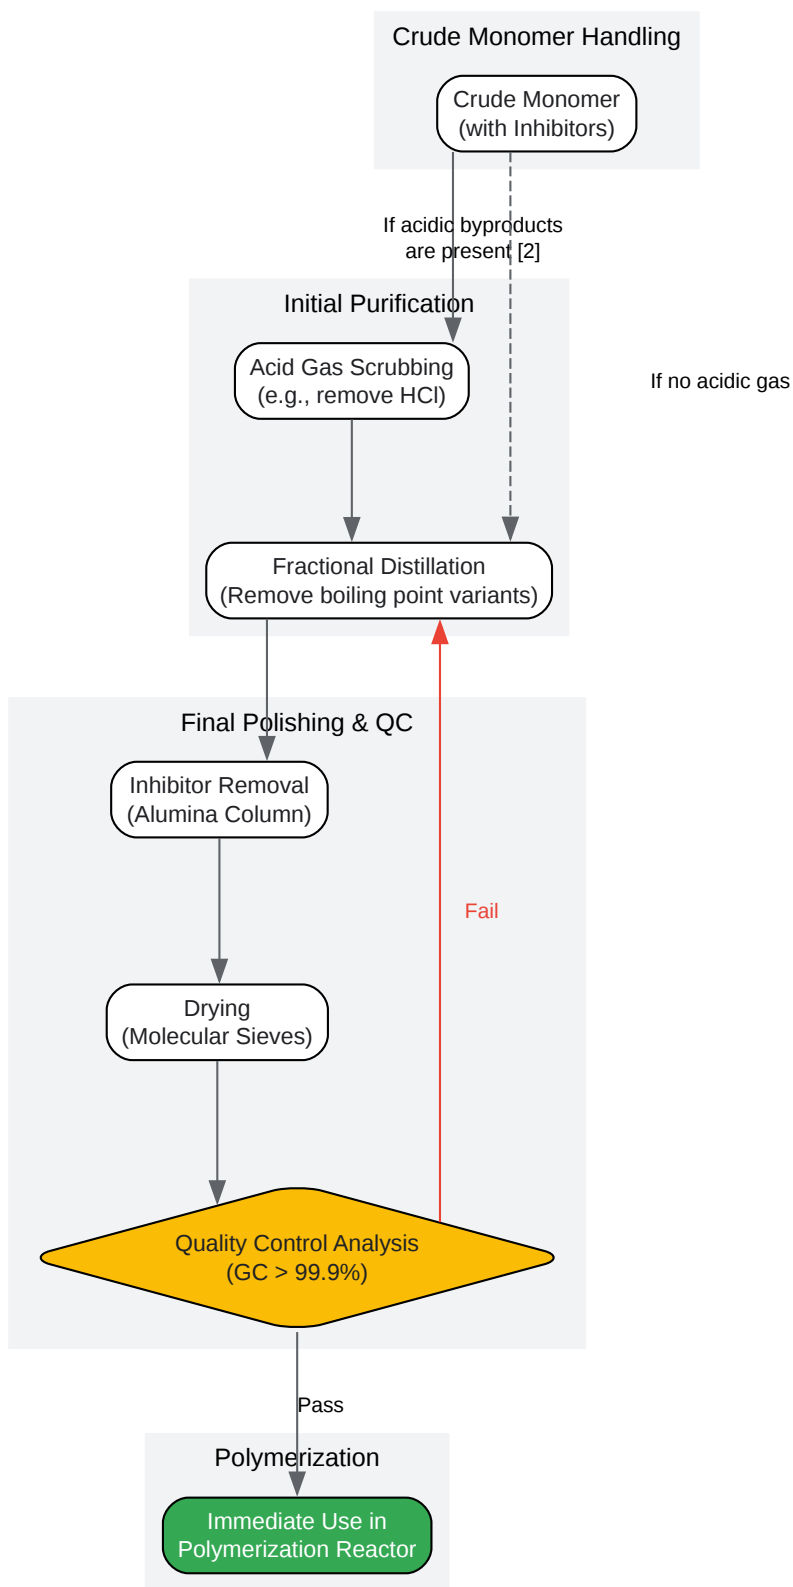 Crude Monomer Handling
Crude Monomer
(with Inhibitors)
If acidic byproducts
are present [2]
Initial Purification
Acid Gas Scrubbing
(e.g., remove HCl)
If no acidic gas
Fractional Distillation
(Remove boiling point variants)
Final Polishing & QC
Inhibitor Removal
(Alumina Column)
Fail
Drying
(Molecular Sieves)
Quality Control Analysis
(GC > 99.9%)
Pass
Polymerization
Immediate Use in
Polymerization Reactor